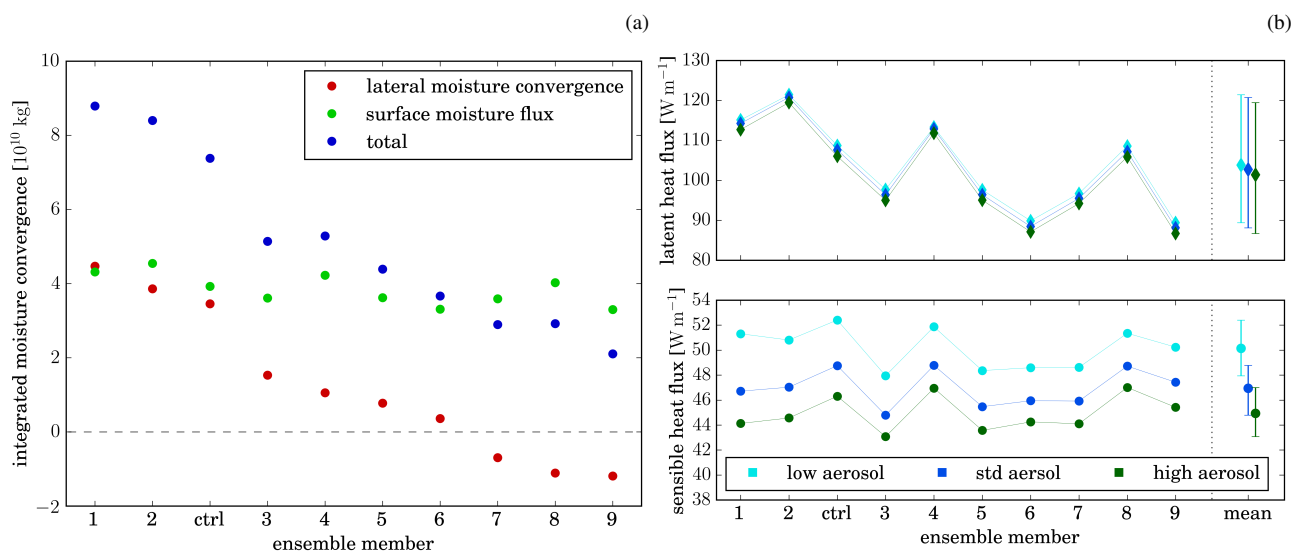 (a)
10
8
6
4
2
0
−2
integrated moisture convergence [10^10 kg]
lateral moisture convergence
surface moisture flux
total
1 2 ctrl 3 4 5 6 7 8 9
ensemble member
(b)
130
120
110
100
90
80
latent heat flux [W m^−1]
54
52
50
48
46
44
42
40
38
sensible heat flux [W m^−1]
low aerosol std aersol high aerosol
1 2 ctrl 3 4 5 6 7 8 9 mean
ensemble member